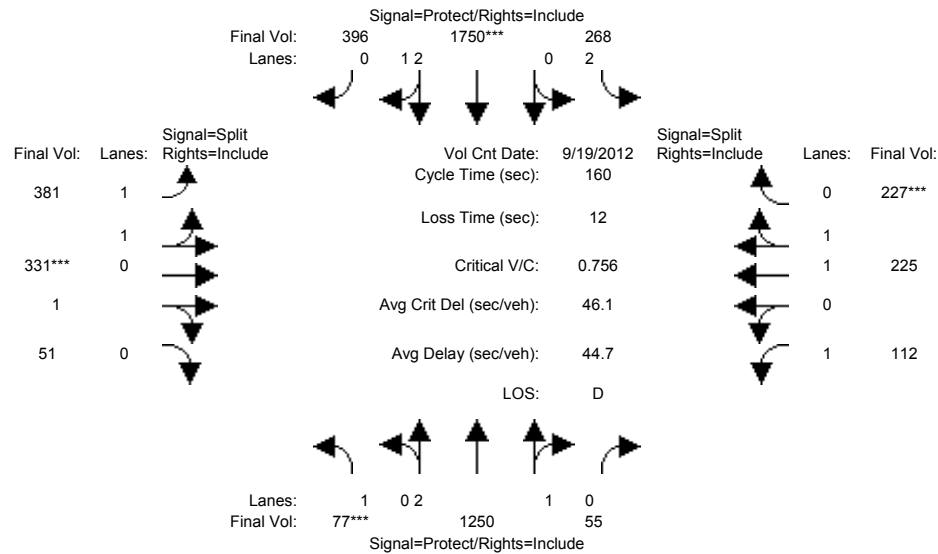 Signal=Protect/Rights=Include
Final Vol: 396 1750*** 268
Lanes: 0 1 2 0 2
Signal=Split
Final Vol: Lanes: Rights=Include
Vol Cnt Date: 9/19/2012
Signal=Split
Rights=Include Lanes: Final Vol:
Cycle Time (sec): 160
381 1
0 227***
Loss Time (sec): 12
1
1
331*** 0
Critical V/C: 0.756
1 225
1
Avg Crit Del (sec/veh): 46.1
0
51 0
Avg Delay (sec/veh): 44.7
1 112
LOS: D
Lanes: 1 0 2 1 0
Final Vol: 77*** 1250 55
Signal=Protect/Rights=Include